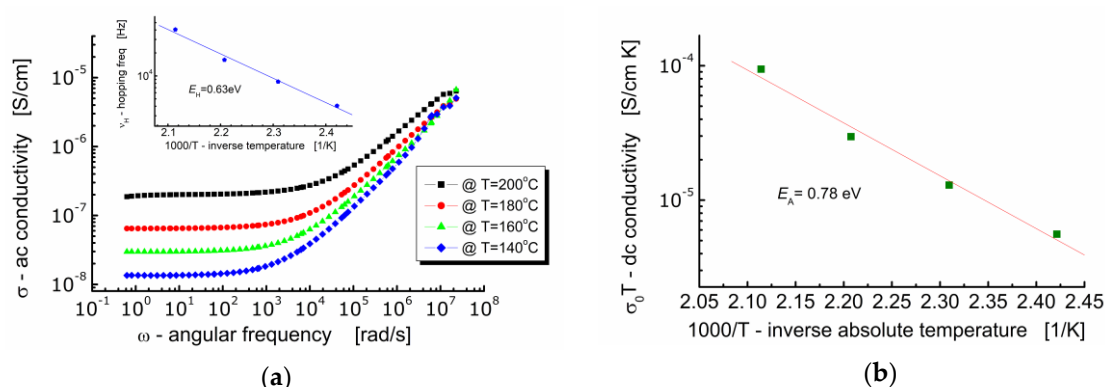 ν_H - hopping freq [Hz]
10⁴
E_H=0.63eV
2.1 2.2 2.3 2.4
1000/T - inverse temperature [1/K]
σ - ac conductivity [S/cm]
10⁻⁵
10⁻⁶
10⁻⁷
10⁻⁸
@ T=200°C
@ T=180°C
@ T=160°C
@ T=140°C
10⁻¹ 10⁰ 10¹ 10² 10³ 10⁴ 10⁵ 10⁶ 10⁷ 10⁸
ω - angular frequency [rad/s]
(a)
σ₀T - dc conductivity [S/cm K]
10⁻⁴
10⁻⁵
E_A= 0.78 eV
2.05 2.10 2.15 2.20 2.25 2.30 2.35 2.40 2.45
1000/T - inverse absolute temperature [1/K]
(b)